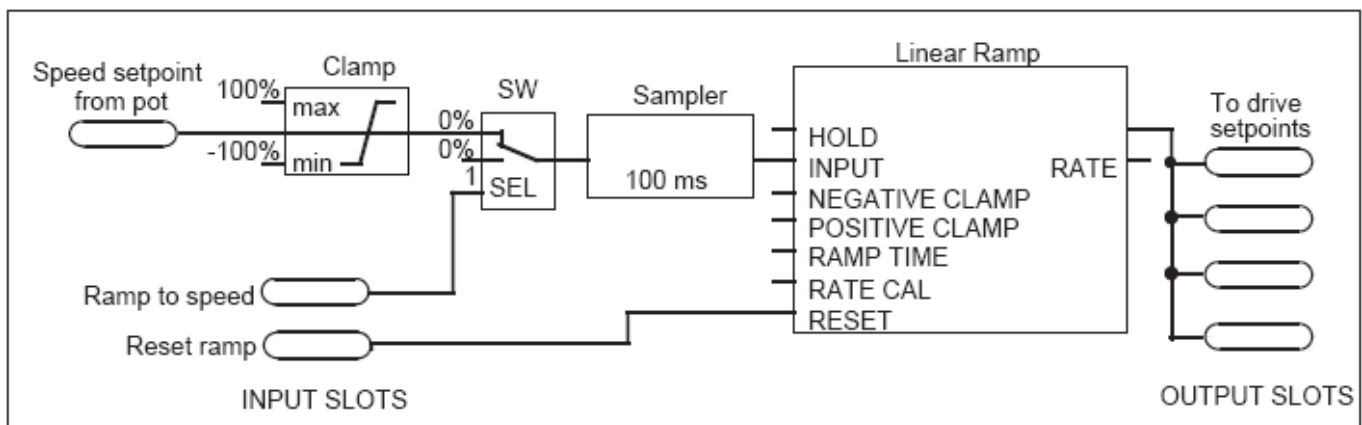 Linear Ramp
Speed setpoint
from pot
Clamp
100%
max
-100%
min
SW
0%
0%
1
SEL
Sampler
100 ms
HOLD
INPUT
RATE
NEGATIVE CLAMP
POSITIVE CLAMP
RAMP TIME
RATE CAL
RESET
To drive
setpoints
Ramp to speed
Reset ramp
INPUT SLOTS
OUTPUT SLOTS